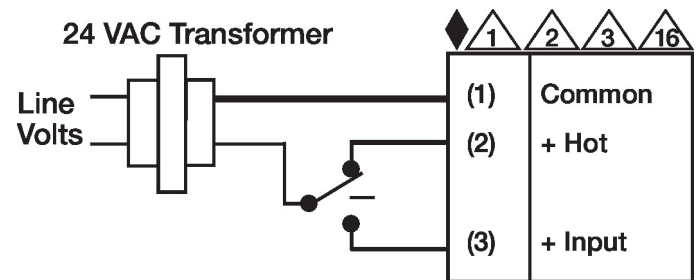 24 VAC Transformer
1 2 3 16
Line
Volts
(1) Common
(2) + Hot
(3) + Input